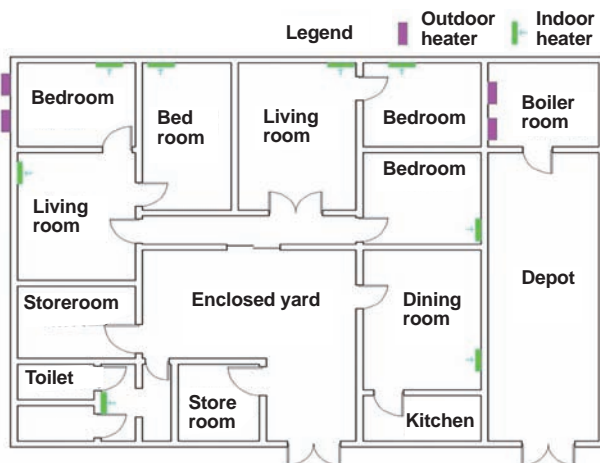 Legend
Outdoor
heater
Indoor
heater
Bedroom
Bed
room
Living
room
Bedroom
Boiler
room
Bedroom
Living
room
Storeroom
Enclosed yard
Dining
room
Depot
Toilet
Store
room
Kitchen